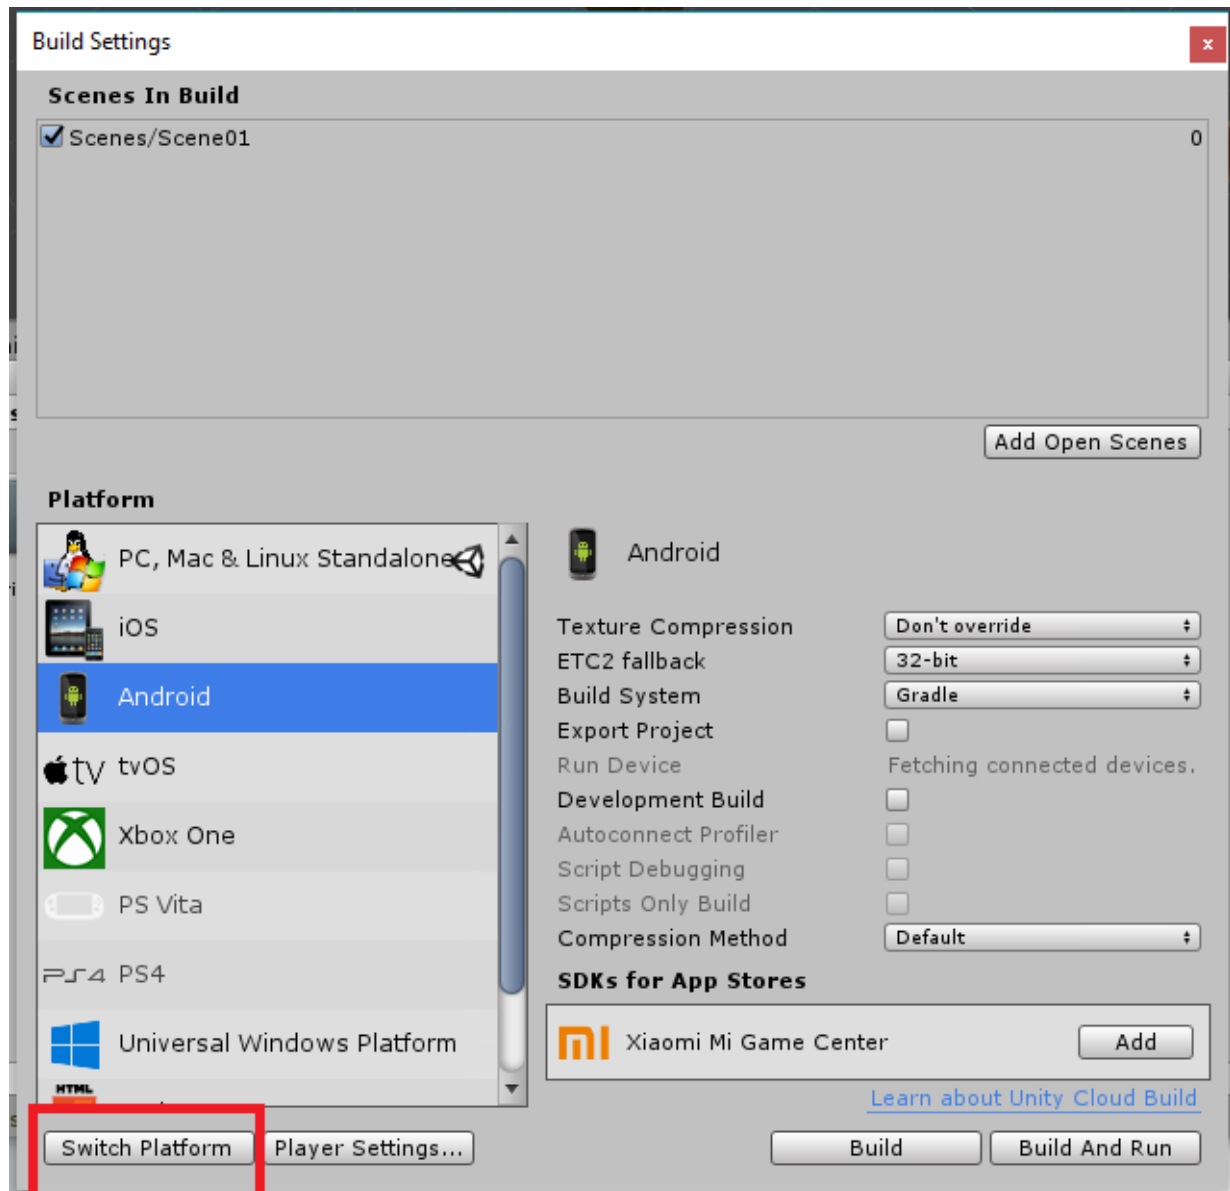 Build Settings
x
Scenes In Build
Scenes/Scene01 0
Add Open Scenes
Platform
PC, Mac & Linux Standalone
iOS
Android
tv tvOS
Xbox One
PS Vita
PS4 PS4
Universal Windows Platform
HTML
Switch Platform
Player Settings...
Android
Texture Compression Don't override
ETC2 fallback 32-bit
Build System Gradle
Export Project
Run Device Fetching connected devices.
Development Build
Autoconnect Profiler
Script Debugging
Scripts Only Build
Compression Method Default
SDKs for App Stores
mi Xiaomi Mi Game Center Add
Learn about Unity Cloud Build
Build
Build And Run